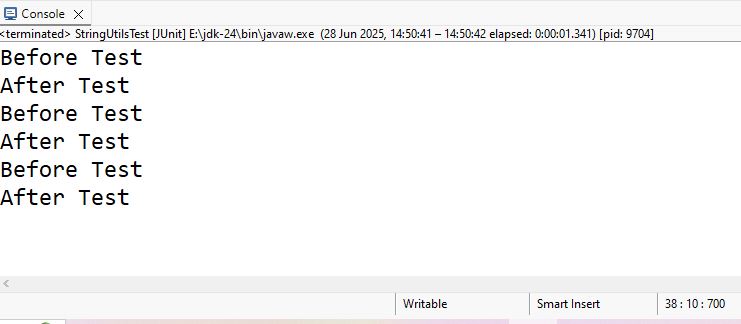 Console
<terminated> StringUtilsTest [JUnit] E:\jdk-24\bin\javaw.exe (28 Jun 2025, 14:50:41 – 14:50:42 elapsed: 0:00:01.341) [pid: 9704]
Before Test
After Test
Before Test
After Test
Before Test
After Test
Writable Smart Insert 38 : 10 : 700